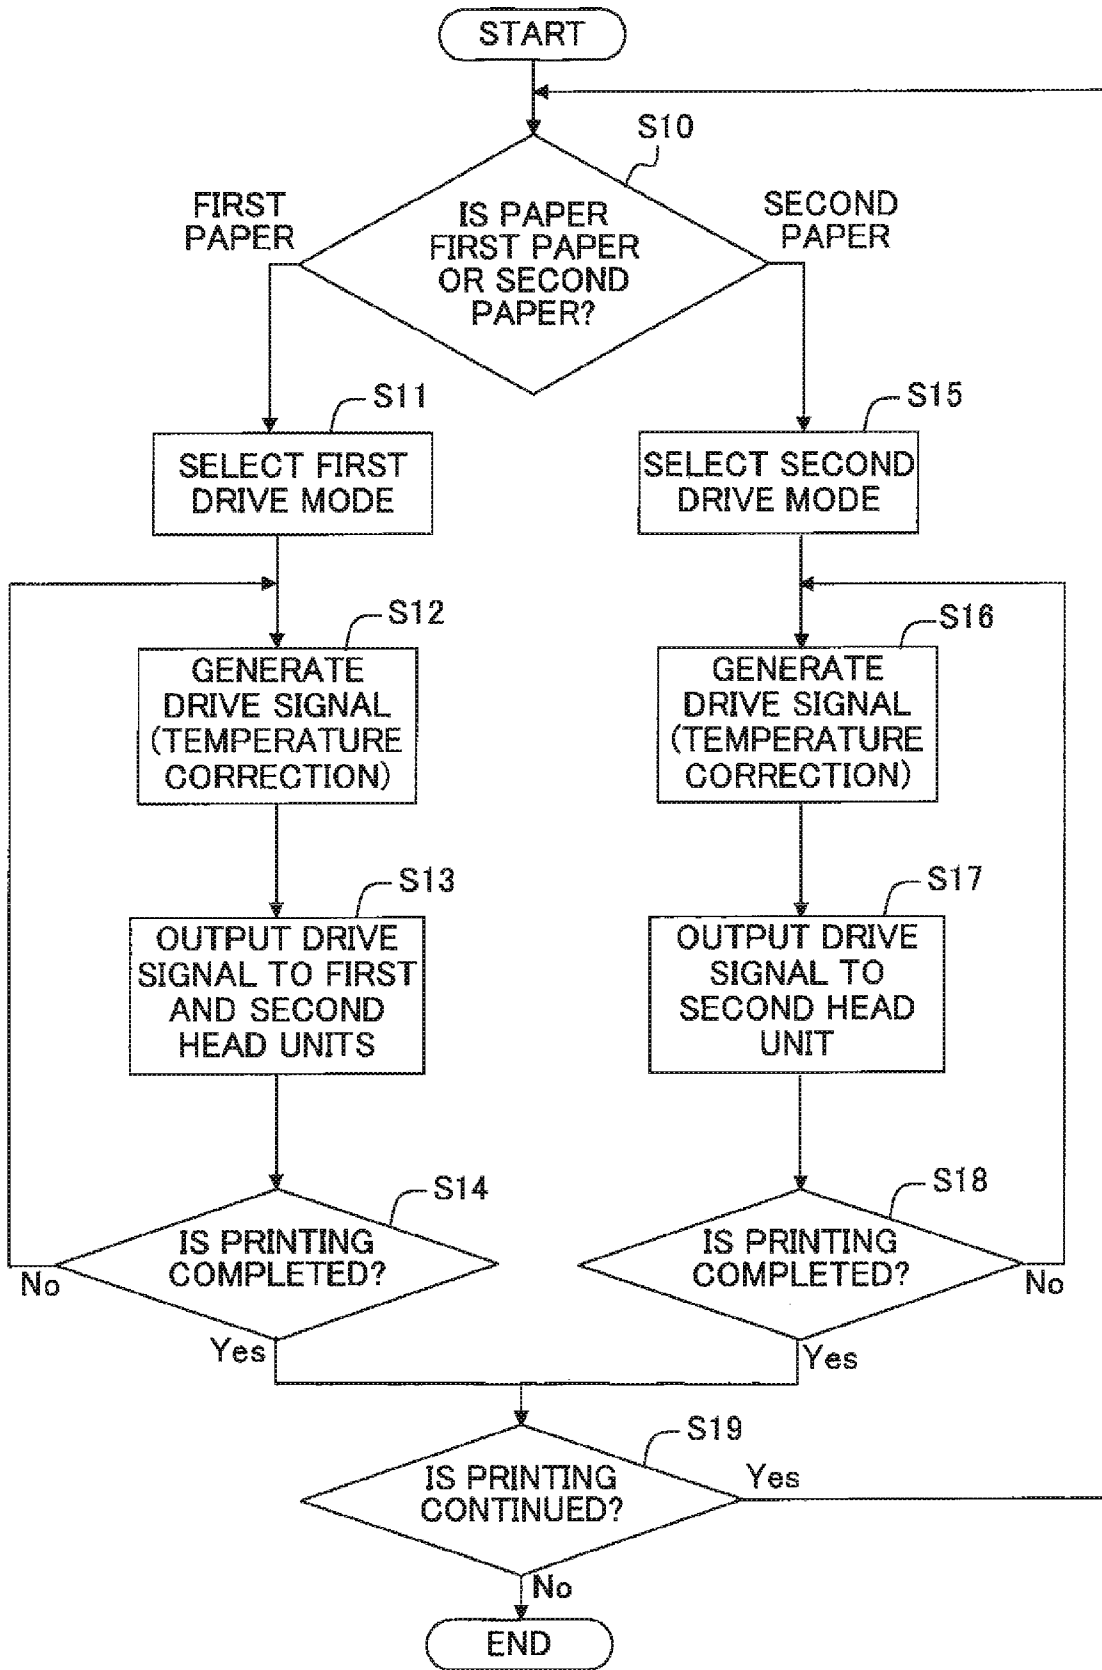 START
S10
FIRST
PAPER
SECOND
PAPER
IS PAPER
FIRST PAPER
OR SECOND
PAPER?
S11
SELECT FIRST
DRIVE MODE
S15
SELECT SECOND
DRIVE MODE
S12
GENERATE
DRIVE SIGNAL
(TEMPERATURE
CORRECTION)
S16
GENERATE
DRIVE SIGNAL
(TEMPERATURE
CORRECTION)
S13
OUTPUT DRIVE
SIGNAL TO FIRST
AND SECOND
HEAD UNITS
S17
OUTPUT DRIVE
SIGNAL TO
SECOND HEAD
UNIT
S14
IS PRINTING
COMPLETED?
No
Yes
S18
IS PRINTING
COMPLETED?
No
Yes
S19
IS PRINTING
CONTINUED?
Yes
No
END